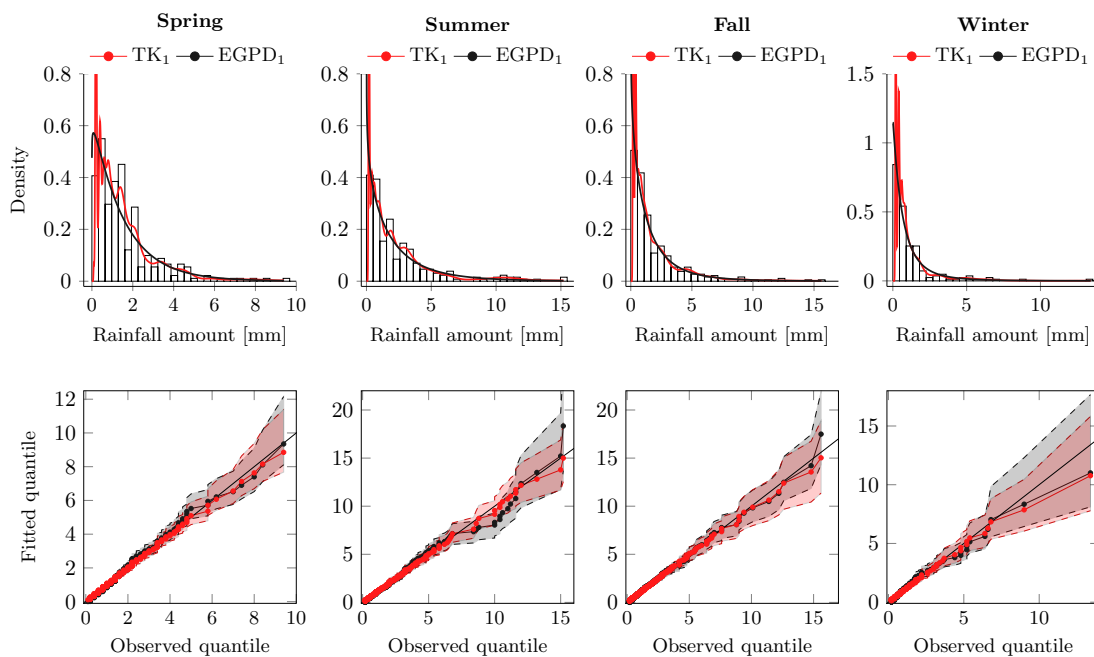 Spring Summer Fall Winter
TK1 EGPD1 TK1 EGPD1 TK1 EGPD1 TK1 EGPD1
Density
0 0.2 0.4 0.6 0.8
0 2 4 6 8 10
Rainfall amount [mm]
0 0.2 0.4 0.6 0.8
0 5 10 15
Rainfall amount [mm]
0 0.2 0.4 0.6 0.8
0 5 10 15
Rainfall amount [mm]
0 0.5 1 1.5
0 5 10
Rainfall amount [mm]
Fitted quantile
0 2 4 6 8 10 12
0 2 4 6 8 10
Observed quantile
0 5 10 15 20
0 5 10 15
Observed quantile
0 5 10 15 20
0 5 10 15
Observed quantile
0 5 10 15
0 5 10
Observed quantile